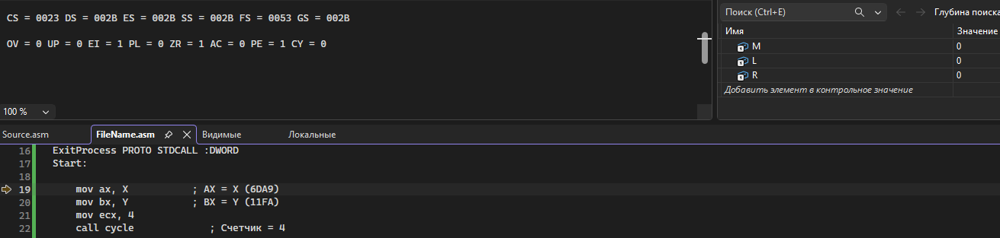 CS = 0023 DS = 002B ES = 002B SS = 002B FS = 0053 GS = 002B
OV = 0 UP = 0 EI = 1 PL = 0 ZR = 1 AC = 0 PE = 1 CY = 0
100 %
Поиск (Ctrl+E) Глубина поиска
Имя Значение
M 0
L 0
R 0
Добавить элемент в контрольное значение
Source.asm FileName.asm Видимые Локальные
16 ExitProcess PROTO STDCALL :DWORD
17 Start:
18
19 mov ax, X ; AX = X (6DA9)
20 mov bx, Y ; BX = Y (11FA)
21 mov ecx, 4
22 call cycle ; Счетчик = 4